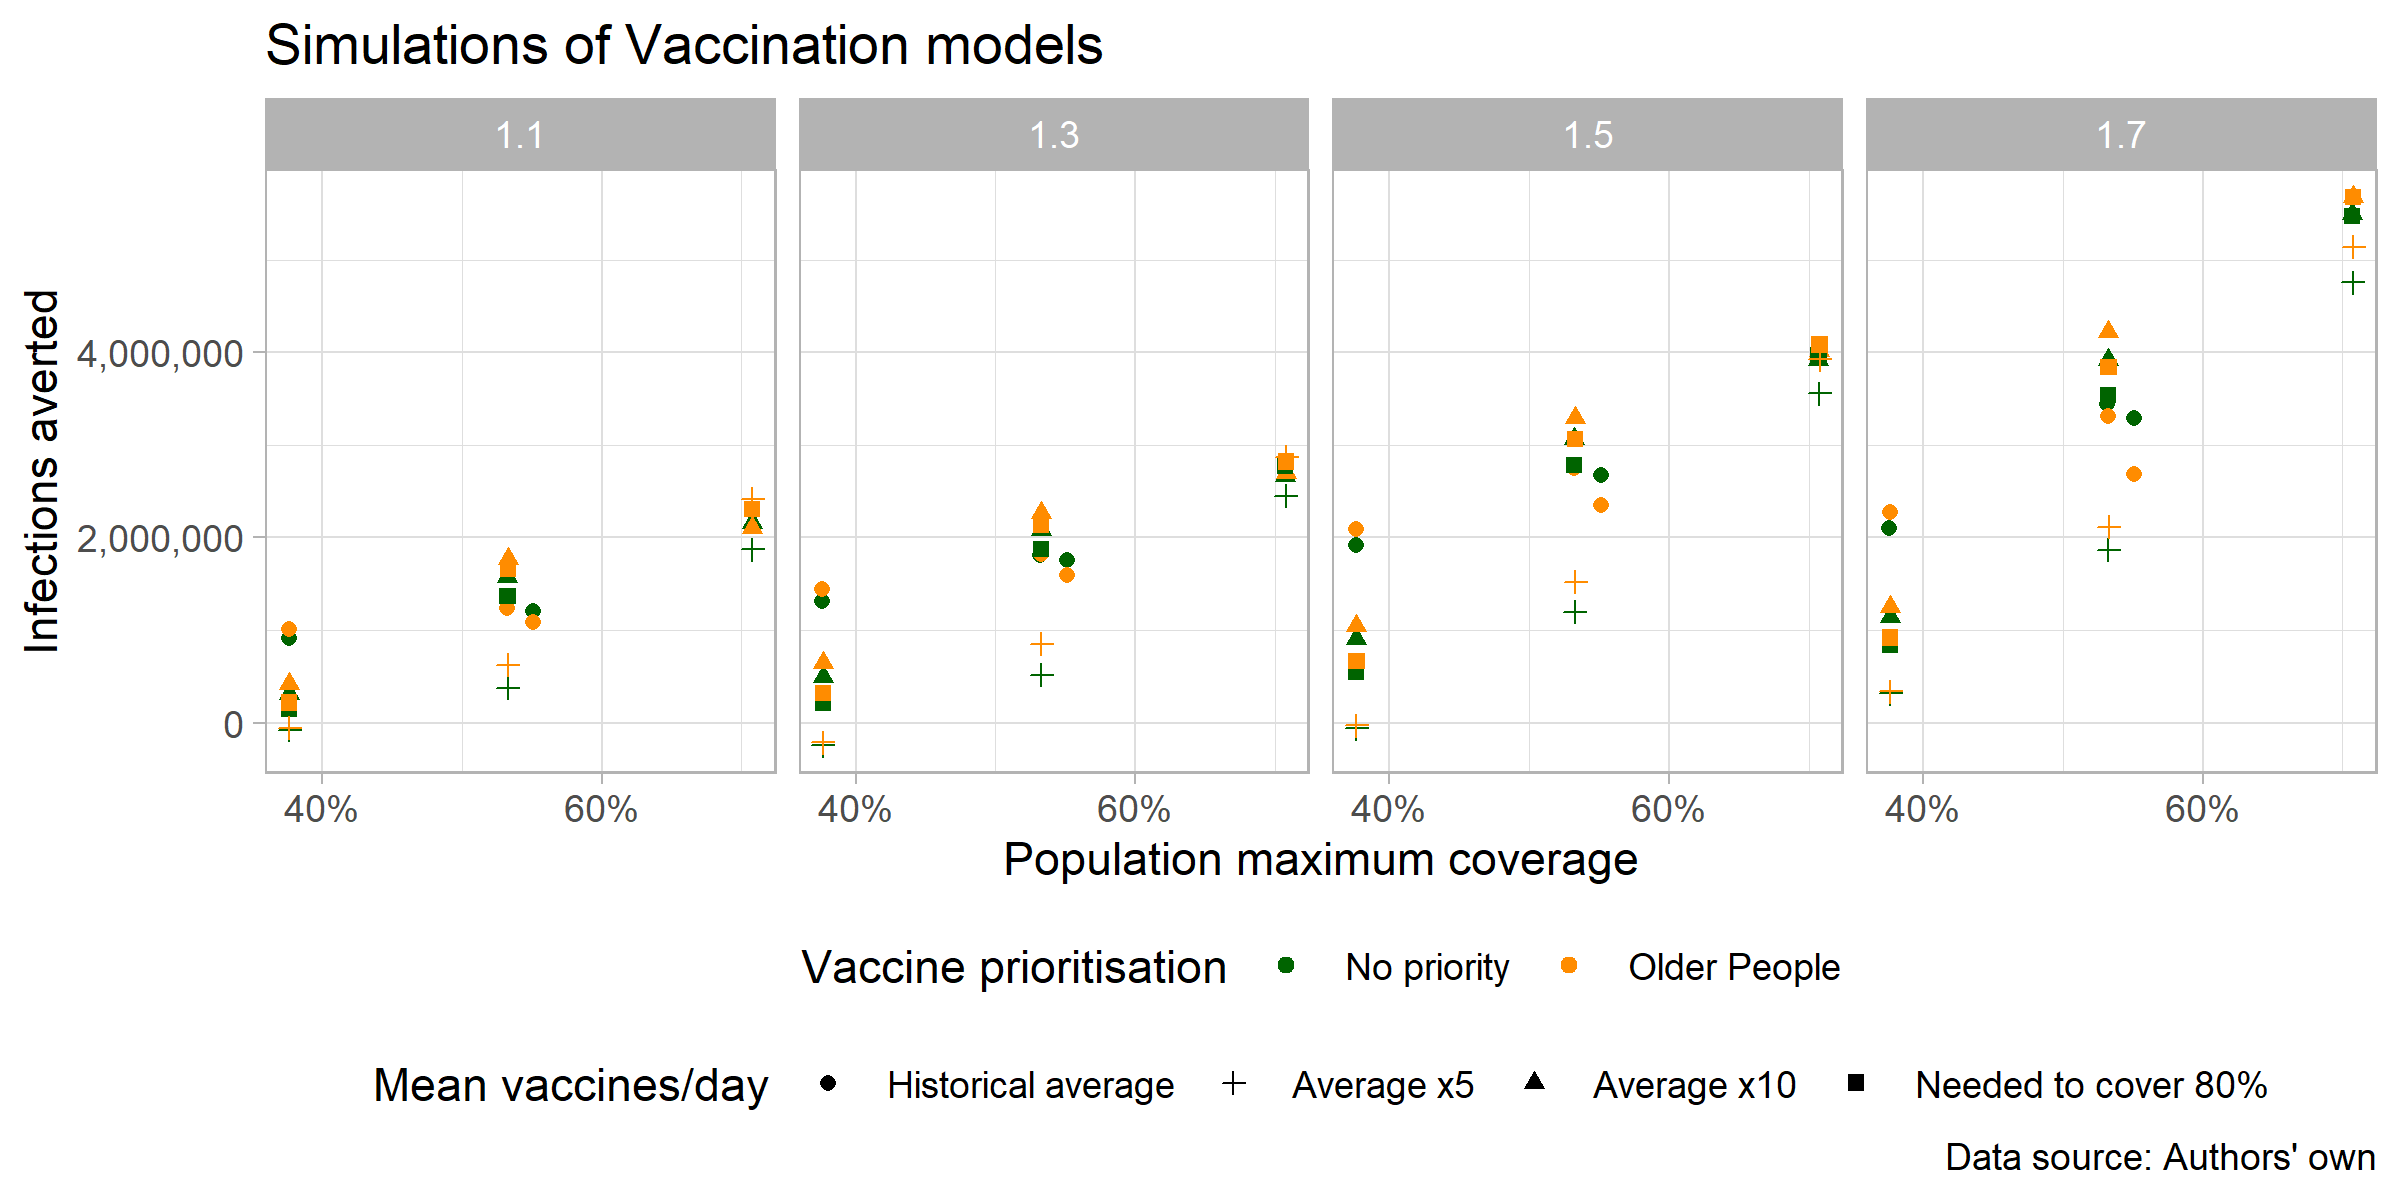 Simulations of Vaccination models
1.1
1.3
1.5
1.7
Infections averted
4,000,000
2,000,000
0
40%
60%
40%
60%
40%
60%
40%
60%
Population maximum coverage
Vaccine prioritisation
No priority
Older People
Mean vaccines/day
Historical average
Average x5
Average x10
Needed to cover 80%
Data source: Authors' own